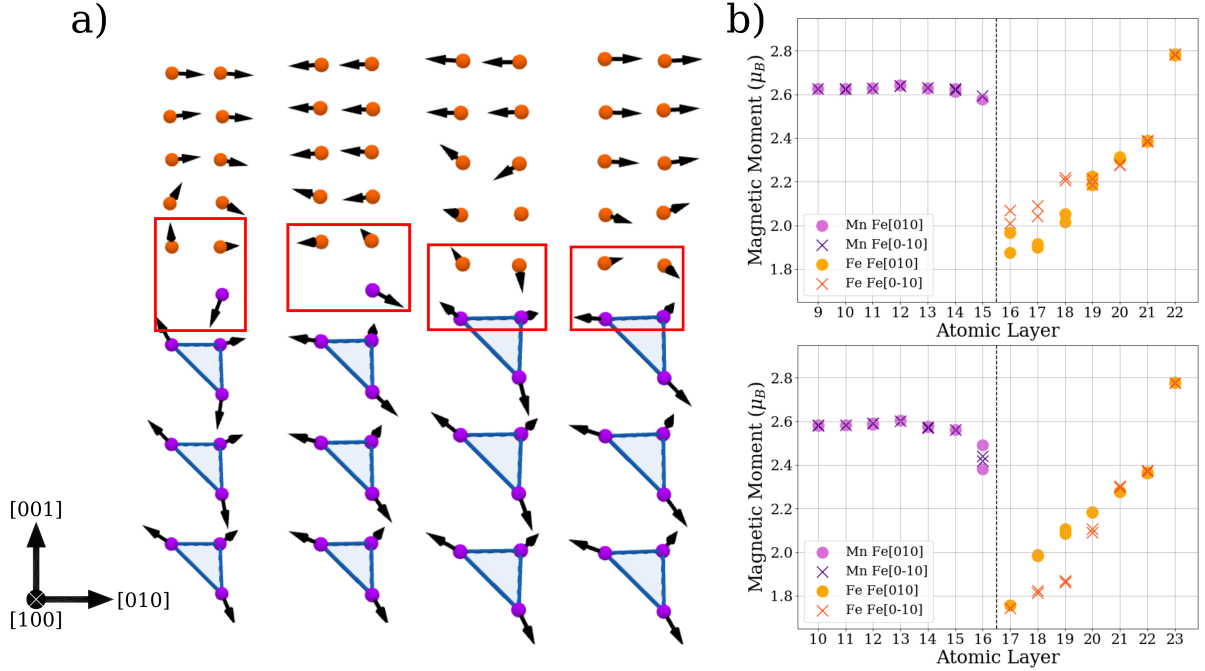 a)
[001]
[010]
[100]
b)
Magnetic Moment (μB)
2.8
2.6
2.4
2.2
2.0
1.8
Mn Fe[010]
Mn Fe[0-10]
Fe Fe[010]
Fe Fe[0-10]
9 10 11 12 13 14 15 16 17 18 19 20 21 22
Atomic Layer
Magnetic Moment (μB)
2.8
2.6
2.4
2.2
2.0
1.8
Mn Fe[010]
Mn Fe[0-10]
Fe Fe[010]
Fe Fe[0-10]
10 11 12 13 14 15 16 17 18 19 20 21 22 23
Atomic Layer